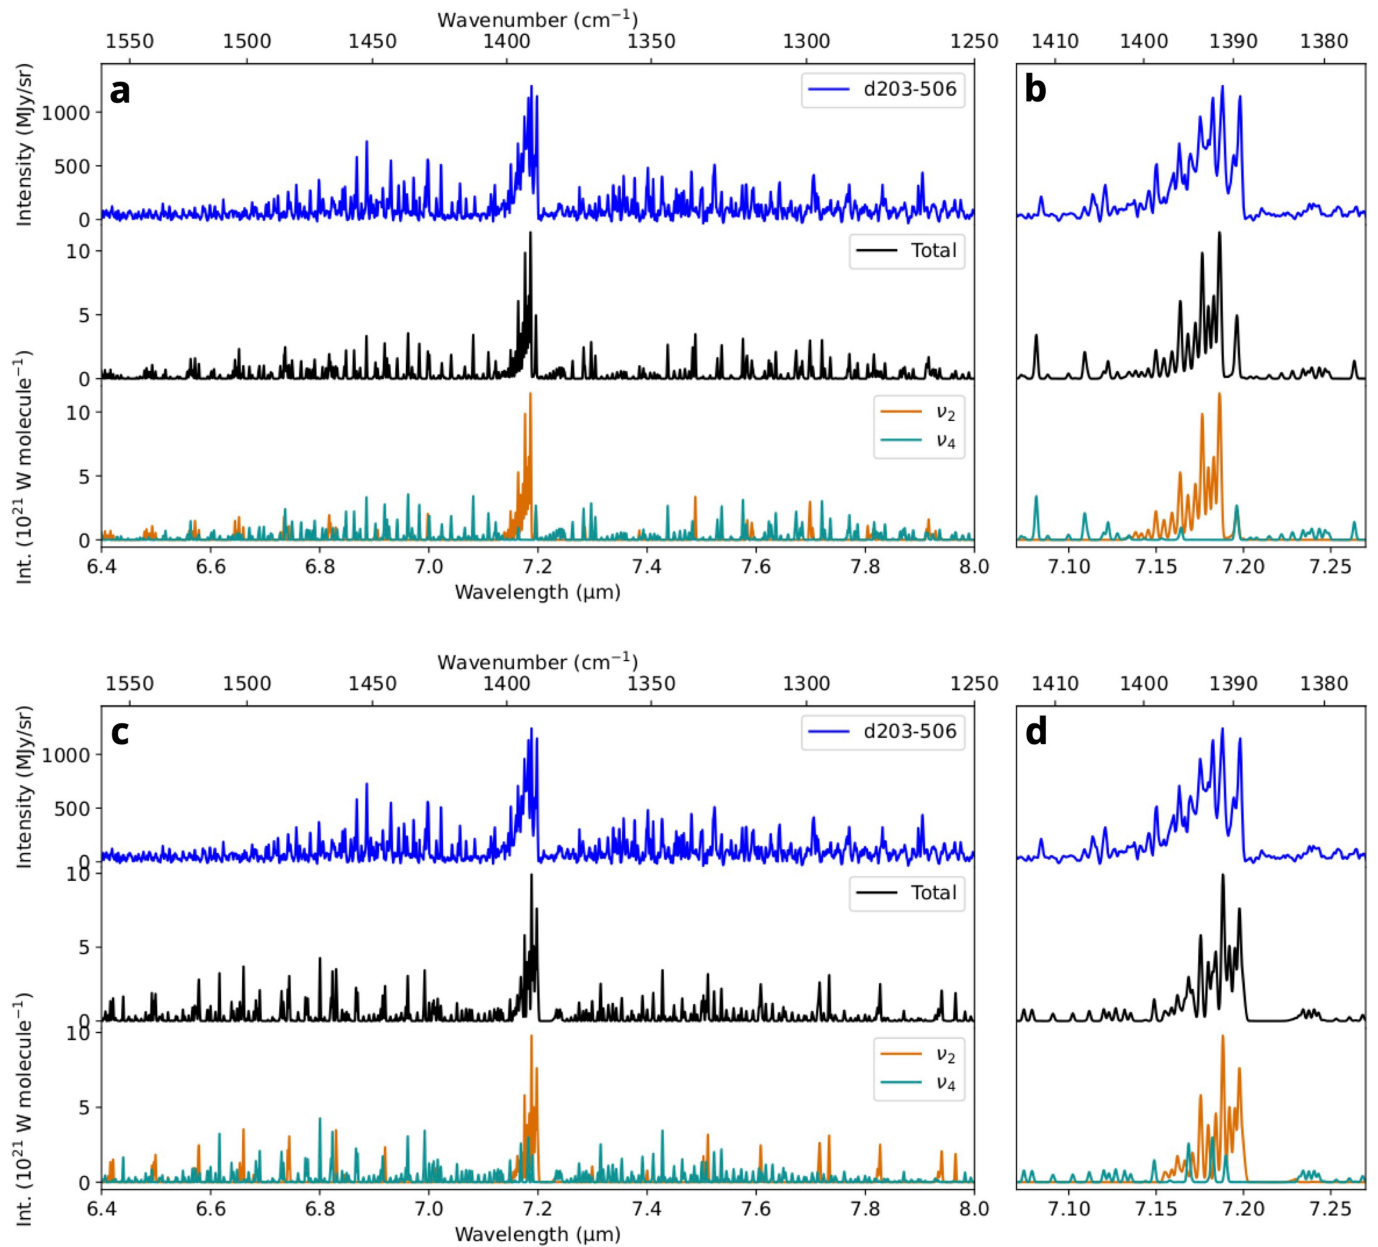 Wavenumber (cm⁻¹)
1550 1500 1450 1400 1350 1300 1250 1410 1400 1390 1380
a b
d203-506
Intensity (MJy/sr)
1000
500
0
Total
10
5
0
Int. (10²¹ W molecule⁻¹)
ν₂
ν₄
10
5
0
6.4 6.6 6.8 7.0 7.2 7.4 7.6 7.8 8.0 7.10 7.15 7.20 7.25
Wavelength (μm)
Wavenumber (cm⁻¹)
1550 1500 1450 1400 1350 1300 1250 1410 1400 1390 1380
c d
d203-506
Intensity (MJy/sr)
1000
500
0
Total
10
5
0
Int. (10²¹ W molecule⁻¹)
ν₂
ν₄
10
5
0
6.4 6.6 6.8 7.0 7.2 7.4 7.6 7.8 8.0 7.10 7.15 7.20 7.25
Wavelength (μm)